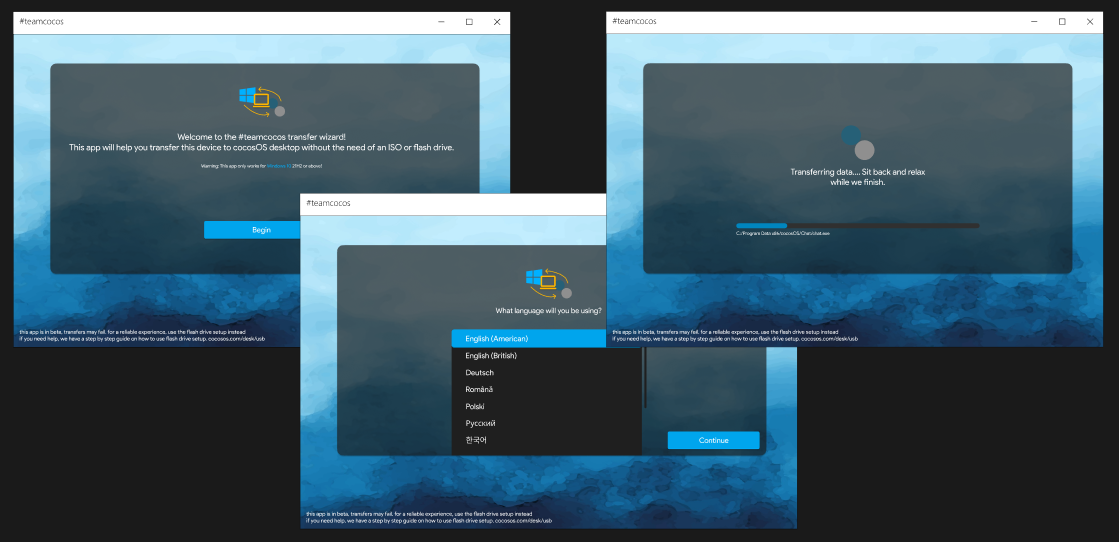 #teamcocos
Welcome to the #teamcocos transfer wizard!
This app will help you transfer this device to cocosOS desktop without the need of an ISO or flash drive.
Warning: This app only works for Windows 10 21H2 or above!
Begin
this app is in beta, transfers may fail. for a reliable experience, use the flash drive setup instead
if you need help, we have a step by step guide on how to use flash drive setup. cocosos.com/desk/usb
#teamcocos
What language will you be using?
English (American)
English (British)
Deutsch
Română
Polski
Русский
한국어
Continue
this app is in beta, transfers may fail. for a reliable experience, use the flash drive setup instead
if you need help, we have a step by step guide on how to use flash drive setup. cocosos.com/desk/usb
#teamcocos
Transferring data.... Sit back and relax
while we finish.
C:/Program Data x86/cocosOS/Chat/chat.exe
this app is in beta, transfers may fail. for a reliable experience, use the flash drive setup instead
if you need help, we have a step by step guide on how to use flash drive setup. cocosos.com/desk/usb